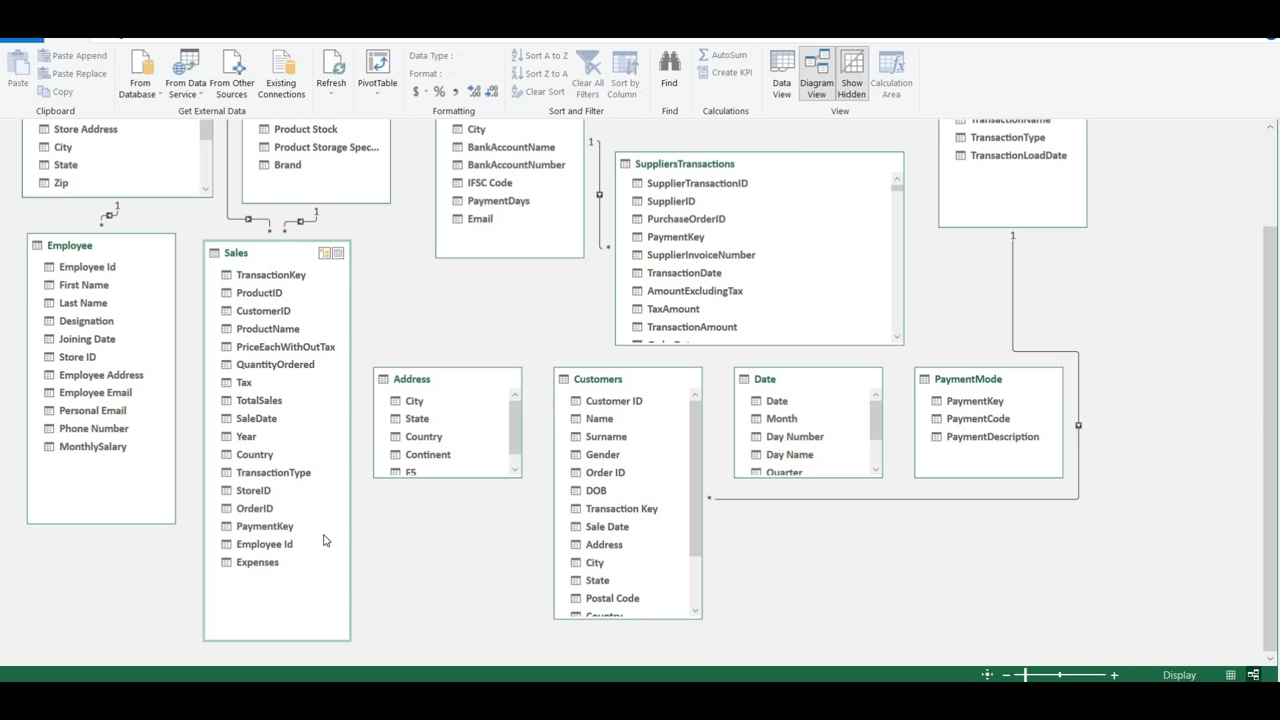 Paste
Paste Append
Paste Replace
Copy
Clipboard
From Database
From Data Service
From Other Sources
Existing Connections
Get External Data
Refresh
PivotTable
Data Type :
Format :
$ % ,
Formatting
Sort A to Z
Sort Z to A
Clear Sort
Clear All Filters
Sort by Column
Sort and Filter
Find
Find
AutoSum
Create KPI
Calculations
Data View
Diagram View
Show Hidden
Calculation Area
View
Store Address
City
State
Zip
Product Stock
Product Storage Spec...
Brand
City
BankAccountName
BankAccountNumber
IFSC Code
PaymentDays
Email
1
SuppliersTransactions
SupplierTransactionID
SupplierID
PurchaseOrderID
PaymentKey
SupplierInvoiceNumber
TransactionDate
AmountExcludingTax
TaxAmount
TransactionAmount
*
TransactionName
TransactionType
TransactionLoadDate
1
1
*
1
* *
Employee
Employee Id
First Name
Last Name
Designation
Joining Date
Store ID
Employee Address
Employee Email
Personal Email
Phone Number
MonthlySalary
Sales
TransactionKey
ProductID
CustomerID
ProductName
PriceEachWithOutTax
QuantityOrdered
Tax
TotalSales
SaleDate
Year
Country
TransactionType
StoreID
OrderID
PaymentKey
Employee Id
Expenses
Address
City
State
Country
Continent
F5
Customers
Customer ID
Name
Surname
Gender
Order ID
DOB
Transaction Key
Sale Date
Address
City
State
Postal Code
Country
*
Date
Date
Month
Day Number
Day Name
Quarter
PaymentMode
PaymentKey
PaymentCode
PaymentDescription
Display